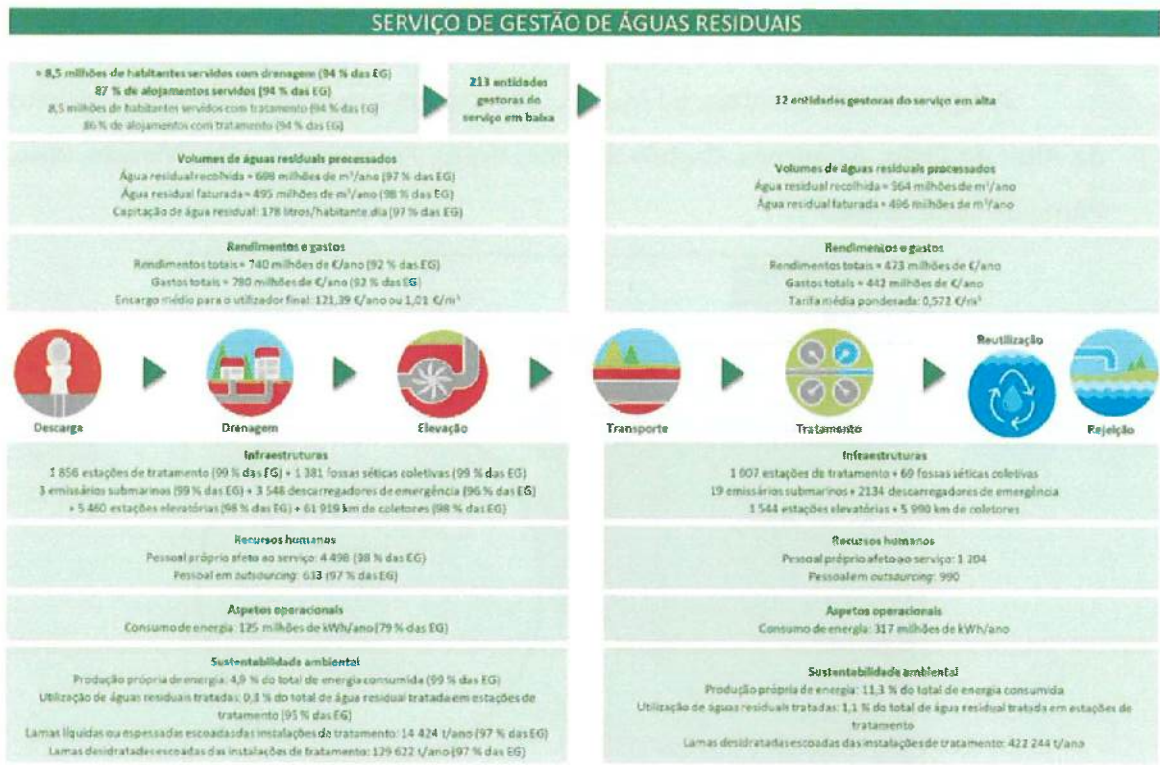 SERVIÇO DE GESTÃO DE ÁGUAS RESIDUAIS
≈ 8,5 milhões de habitantes servidos com drenagem (94 % das EG)
87 % de alojamentos servidos (94 % das EG)
8,5 milhões de habitantes servidos com tratamento (94 % das EG)
86 % de alojamentos com tratamento (94 % das EG)
213 entidades
gestoras do
serviço em baixa
12 entidades gestoras do serviço em alta
Volumes de águas residuais processados
Água residual recolhida ≈ 698 milhões de m³/ano (97 % das EG)
Água residual faturada ≈ 495 milhões de m³/ano (98 % das EG)
Capitação de água residual: 178 litros/habitante.dia (97 % das EG)
Volumes de águas residuais processados
Água residual recolhida ≈ 564 milhões de m³/ano
Água residual faturada ≈ 496 milhões de m³/ano
Rendimentos e gastos
Rendimentos totais ≈ 740 milhões de €/ano (92 % das EG)
Gastos totais ≈ 780 milhões de €/ano (92 % das EG)
Encargo médio para o utilizador final: 121,39 €/ano ou 1,01 €/m³
Rendimentos e gastos
Rendimentos totais ≈ 473 milhões de €/ano
Gastos totais ≈ 442 milhões de €/ano
Tarifa média ponderada: 0,572 €/m³
Descarga
Drenagem
Elevação
Transporte
Tratamento
Reutilização
Rejeição
Infraestruturas
1 856 estações de tratamento (99 % das EG) + 1 381 fossas séticas coletivas (99 % das EG)
3 emissários submarinos (99 % das EG) + 3 548 descarregadores de emergência (96 % das EG)
+ 5 460 estações elevatórias (98 % das EG) + 61 919 km de coletores (98 % das EG)
Infraestruturas
1 007 estações de tratamento + 69 fossas séticas coletivas
19 emissários submarinos + 2134 descarregadores de emergência
1 544 estações elevatórias + 5 990 km de coletores
Recursos humanos
Pessoal próprio afeto ao serviço: 4 498 (98 % das EG)
Pessoal em outsourcing: 633 (97 % das EG)
Recursos humanos
Pessoal próprio afeto ao serviço: 1 204
Pessoal em outsourcing: 990
Aspetos operacionais
Consumo de energia: 125 milhões de kWh/ano (79 % das EG)
Aspetos operacionais
Consumo de energia: 317 milhões de kWh/ano
Sustentabilidade ambiental
Produção própria de energia: 4,9 % do total de energia consumida (99 % das EG)
Utilização de águas residuais tratadas: 0,3 % do total de água residual tratada em estações de
tratamento (95 % das EG)
Lamas líquidas ou espessadas escoadas das instalações de tratamento: 14 424 t/ano (97 % das EG)
Lamas desidratadas escoadas das instalações de tratamento: 129 622 t/ano (97 % das EG)
Sustentabilidade ambiental
Produção própria de energia: 11,3 % do total de energia consumida
Utilização de águas residuais tratadas: 1,1 % do total de água residual tratada em estações de
tratamento
Lamas desidratadas escoadas das instalações de tratamento: 422 244 t/ano